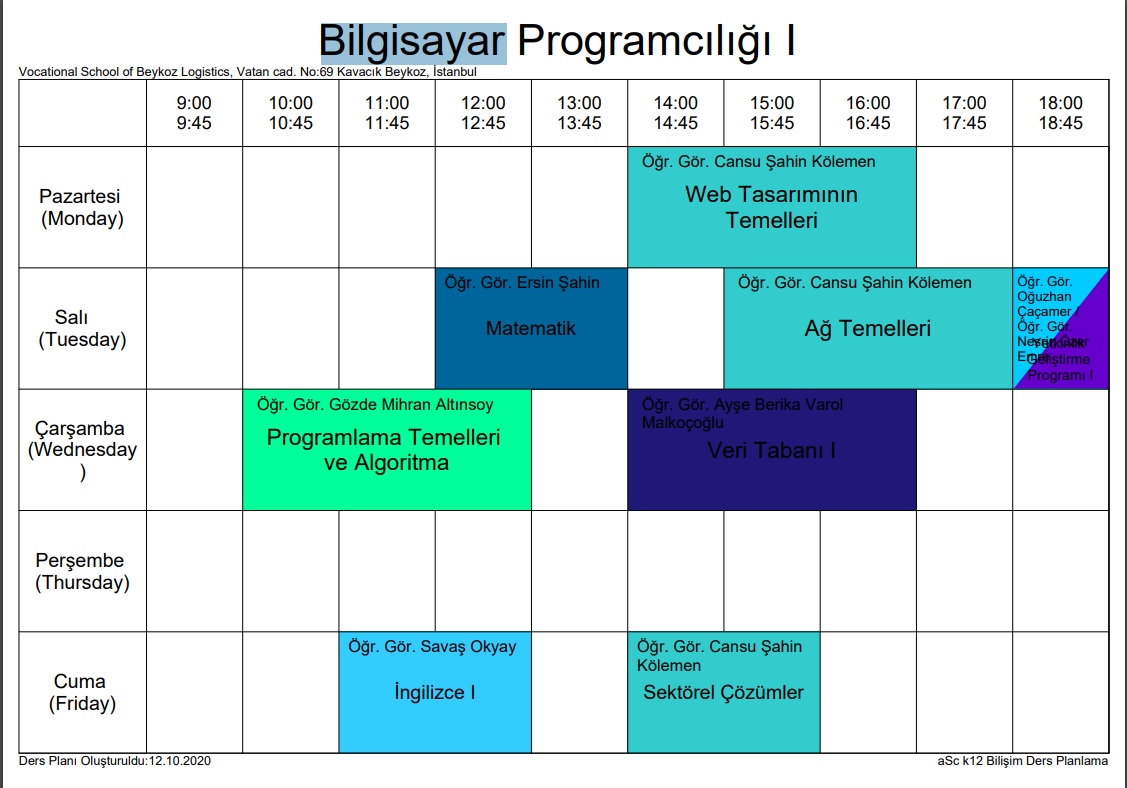 Bilgisayar Programcılığı I
Vocational School of Beykoz Logistics, Vatan cad. No:69 Kavacık Beykoz, İstanbul
9:00 10:00 11:00 12:00 13:00 14:00 15:00 16:00 17:00 18:00
9:45 10:45 11:45 12:45 13:45 14:45 15:45 16:45 17:45 18:45
Pazartesi
(Monday)
Öğr. Gör. Cansu Şahin Kölemen
Web Tasarımının
Temelleri
Salı
(Tuesday)
Öğr. Gör. Ersin Şahin
Matematik
Öğr. Gör. Cansu Şahin Kölemen
Ağ Temelleri
Öğr. Gör.
Oğuzhan
Çaçamer /
Öğr. Gör.
Nesrin Özer
Emre
Yetkinlik
Geliştirme
Programı I
Çarşamba
(Wednesday
)
Öğr. Gör. Gözde Mihran Altınsoy
Programlama Temelleri
ve Algoritma
Öğr. Gör. Ayşe Berika Varol
Malkoçoğlu
Veri Tabanı I
Perşembe
(Thursday)
Cuma
(Friday)
Öğr. Gör. Savaş Okyay
İngilizce I
Öğr. Gör. Cansu Şahin
Kölemen
Sektörel Çözümler
Ders Planı Oluşturuldu:12.10.2020
aSc k12 Bilişim Ders Planlama